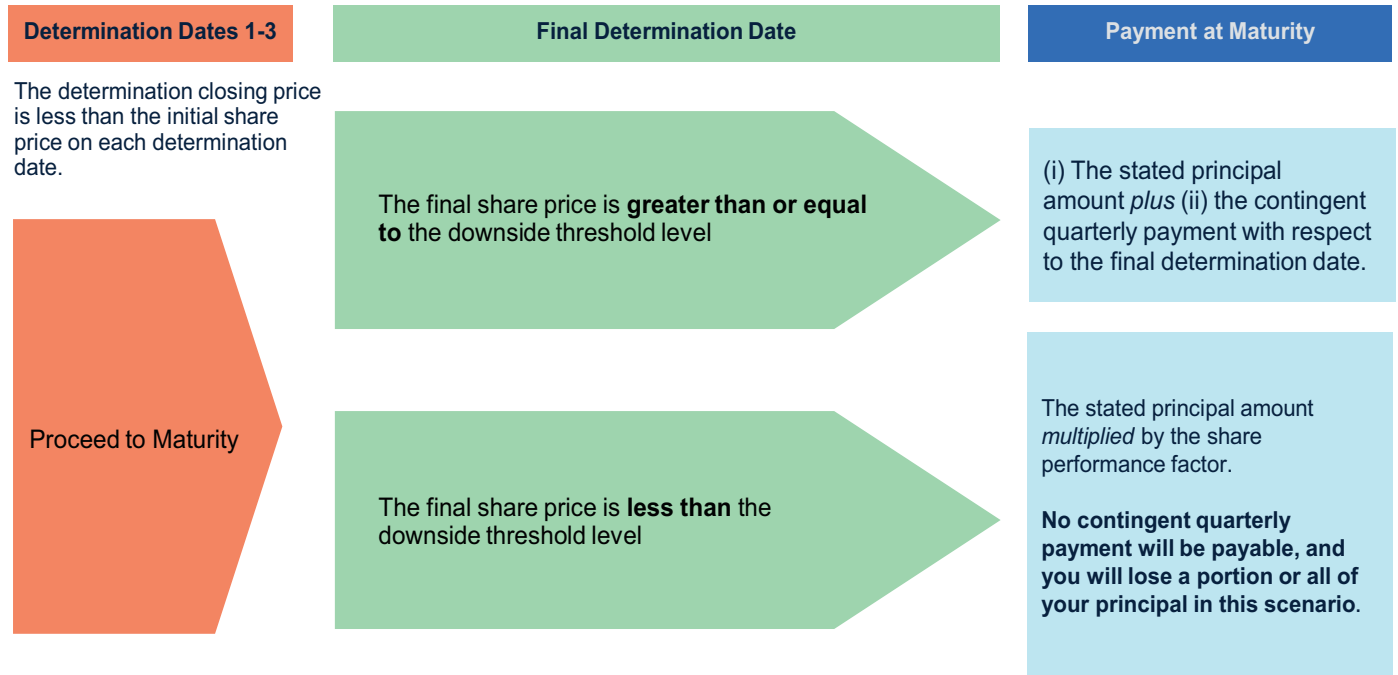 Determination Dates 1-3
Final Determination Date
Payment at Maturity
The determination closing price
is less than the initial share
price on each determination
date.
Proceed to Maturity
The final share price is greater than or equal
to the downside threshold level
(i) The stated principal
amount plus (ii) the contingent
quarterly payment with respect
to the final determination date.
The final share price is less than the
downside threshold level
The stated principal amount
multiplied by the share
performance factor.
No contingent quarterly
payment will be payable, and
you will lose a portion or all of
your principal in this scenario.